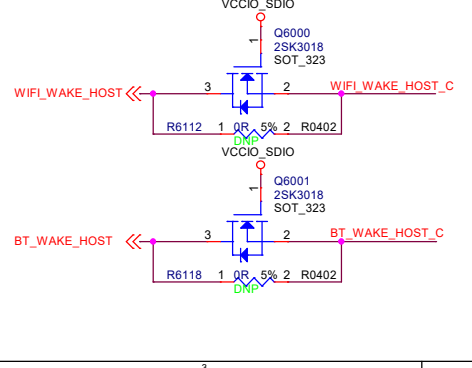 VCCIO_SDIO
Q6000
2SK3018
SOT_323
1
3
2
WIFI_WAKE_HOST
WIFI_WAKE_HOST_C
R6112 1 0R 5% 2 R0402
DNP
VCCIO_SDIO
Q6001
2SK3018
SOT_323
1
3
2
BT_WAKE_HOST
BT_WAKE_HOST_C
R6118 1 0R 5% 2 R0402
DNP
3